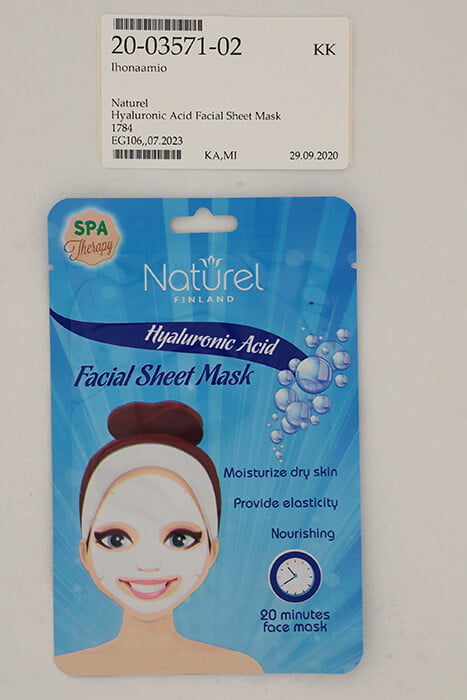 20-03571-02 KK
Ihonaamio
Naturel
Hyaluronic Acid Facial Sheet Mask
1784
EG106,,07.2023
KA,MI 29.09.2020
SPA
Therapy
Naturel
FINLAND
Hyaluronic Acid
Facial Sheet Mask
Moisturize dry skin
Provide elasticity
Nourishing
20 minutes
face mask